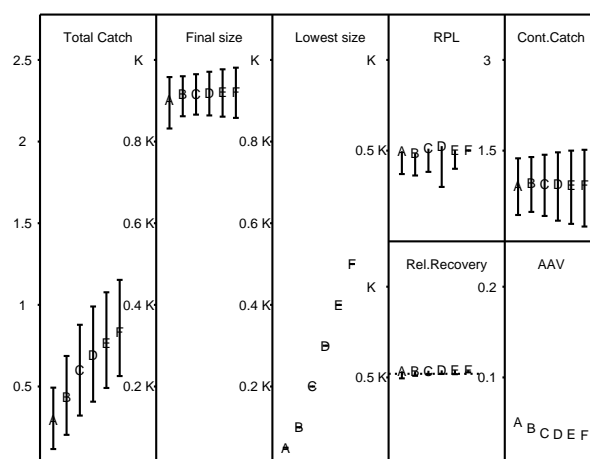 Total Catch Final size Lowest size RPL Cont.Catch
2.5 K K 3
2 0.8 K 0.8 K
0.5 K 1.5
A B C D E F
A B C D E F
A B C D E F
1.5 0.6 K 0.6 K
F
Rel.Recovery AAV
K 0.2
1 0.4 K 0.4 K E
D
A B C D E F
0.5 K 0.1
0.5 0.2 K 0.2 K C
A B C D E F
B
A
A B C D E F